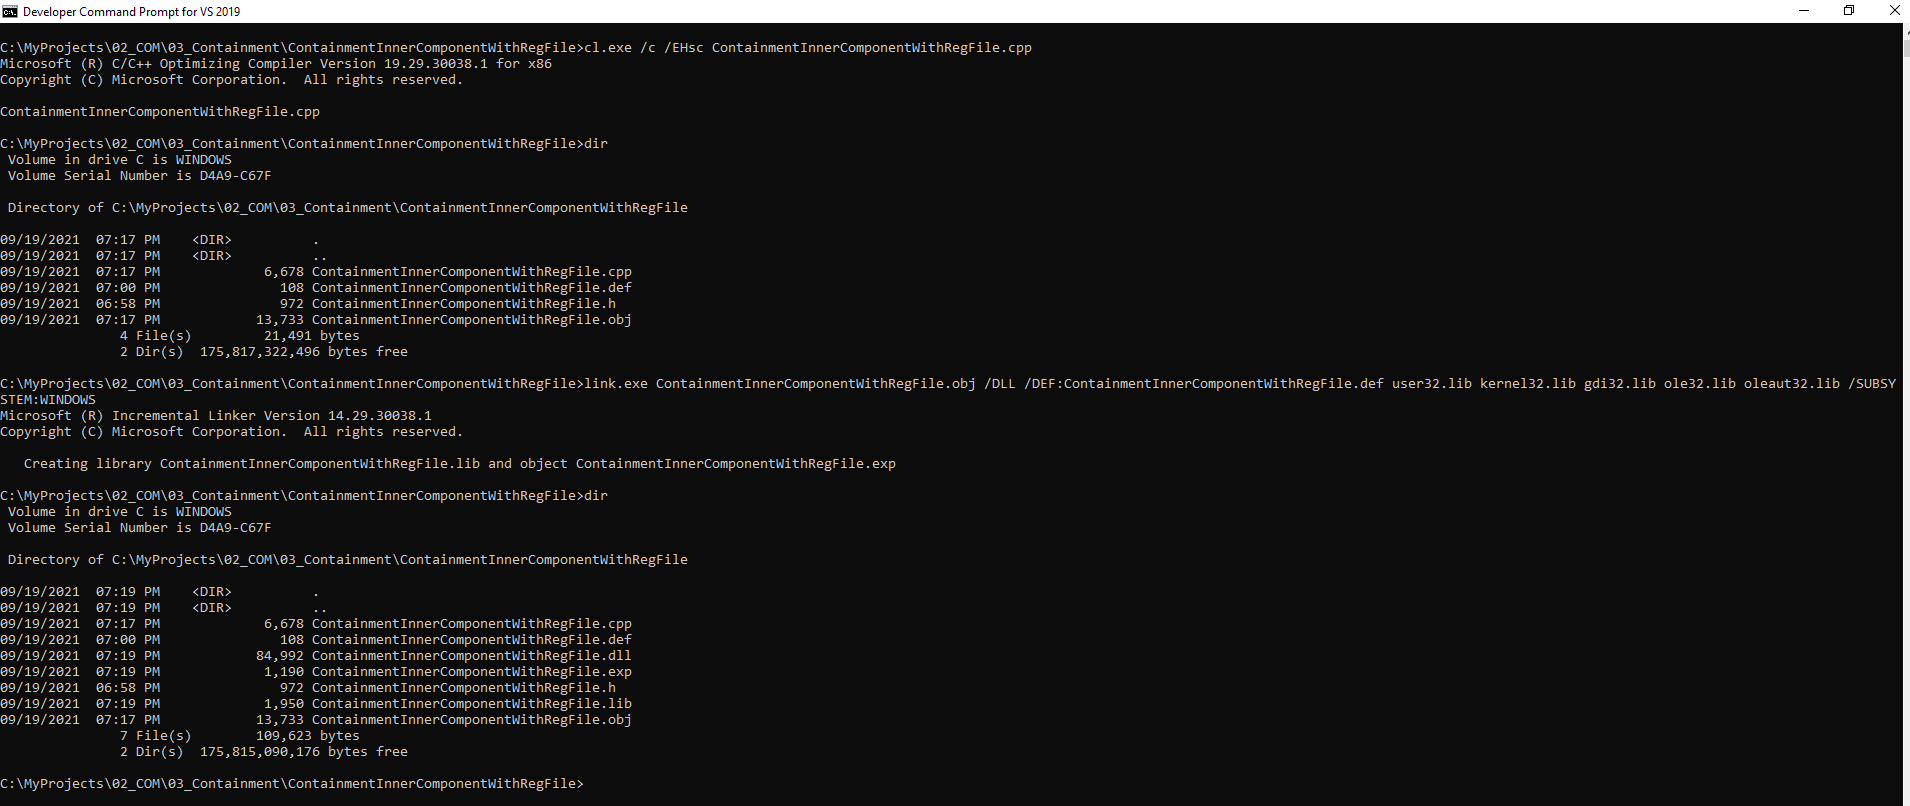 Developer Command Prompt for VS 2019
C:\MyProjects\02_COM\03_Containment\ContainmentInnerComponentWithRegFile>cl.exe /c /EHsc ContainmentInnerComponentWithRegFile.cpp
Microsoft (R) C/C++ Optimizing Compiler Version 19.29.30038.1 for x86
Copyright (C) Microsoft Corporation.  All rights reserved.
ContainmentInnerComponentWithRegFile.cpp
C:\MyProjects\02_COM\03_Containment\ContainmentInnerComponentWithRegFile>dir
 Volume in drive C is WINDOWS
 Volume Serial Number is D4A9-C67F
 Directory of C:\MyProjects\02_COM\03_Containment\ContainmentInnerComponentWithRegFile
09/19/2021  07:17 PM    <DIR>          .
09/19/2021  07:17 PM    <DIR>          ..
09/19/2021  07:17 PM             6,678 ContainmentInnerComponentWithRegFile.cpp
09/19/2021  07:00 PM               108 ContainmentInnerComponentWithRegFile.def
09/19/2021  06:58 PM               972 ContainmentInnerComponentWithRegFile.h
09/19/2021  07:17 PM            13,733 ContainmentInnerComponentWithRegFile.obj
               4 File(s)         21,491 bytes
               2 Dir(s)  175,817,322,496 bytes free
C:\MyProjects\02_COM\03_Containment\ContainmentInnerComponentWithRegFile>link.exe ContainmentInnerComponentWithRegFile.obj /DLL /DEF:ContainmentInnerComponentWithRegFile.def user32.lib kernel32.lib gdi32.lib ole32.lib oleaut32.lib /SUBSY
STEM:WINDOWS
Microsoft (R) Incremental Linker Version 14.29.30038.1
Copyright (C) Microsoft Corporation.  All rights reserved.
   Creating library ContainmentInnerComponentWithRegFile.lib and object ContainmentInnerComponentWithRegFile.exp
C:\MyProjects\02_COM\03_Containment\ContainmentInnerComponentWithRegFile>dir
 Volume in drive C is WINDOWS
 Volume Serial Number is D4A9-C67F
 Directory of C:\MyProjects\02_COM\03_Containment\ContainmentInnerComponentWithRegFile
09/19/2021  07:19 PM    <DIR>          .
09/19/2021  07:19 PM    <DIR>          ..
09/19/2021  07:17 PM             6,678 ContainmentInnerComponentWithRegFile.cpp
09/19/2021  07:00 PM               108 ContainmentInnerComponentWithRegFile.def
09/19/2021  07:19 PM            84,992 ContainmentInnerComponentWithRegFile.dll
09/19/2021  07:19 PM             1,190 ContainmentInnerComponentWithRegFile.exp
09/19/2021  06:58 PM               972 ContainmentInnerComponentWithRegFile.h
09/19/2021  07:19 PM             1,950 ContainmentInnerComponentWithRegFile.lib
09/19/2021  07:17 PM            13,733 ContainmentInnerComponentWithRegFile.obj
               7 File(s)        109,623 bytes
               2 Dir(s)  175,815,090,176 bytes free
C:\MyProjects\02_COM\03_Containment\ContainmentInnerComponentWithRegFile>